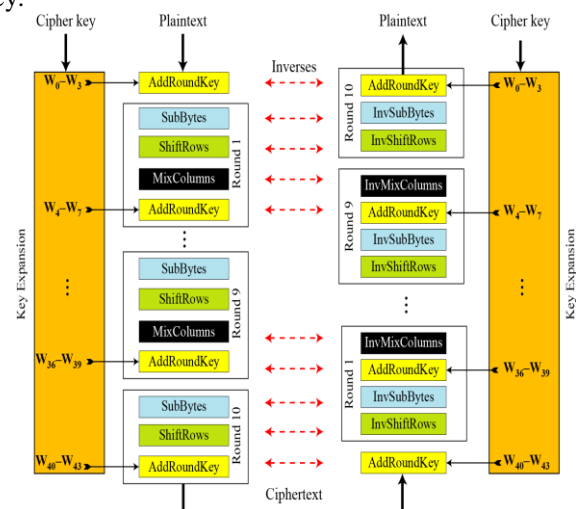 ey.
Cipher key
Plaintext
Plaintext
Cipher key
Inverses
W0–W3
AddRoundKey
SubBytes
ShiftRows
MixColumns
AddRoundKey
Round 1
W4–W7
⋮
SubBytes
ShiftRows
MixColumns
AddRoundKey
Round 9
Key Expansion
⋮
W36–W39
SubBytes
ShiftRows
AddRoundKey
Round 10
W40–W43
Ciphertext
AddRoundKey
InvSubBytes
InvShiftRows
Round 10
W0–W3
InvMixColumns
AddRoundKey
InvSubBytes
InvShiftRows
Round 9
W4–W7
⋮
InvMixColumns
AddRoundKey
InvSubBytes
InvShiftRows
Round 1
⋮
Key Expansion
W36–W39
AddRoundKey
W40–W43